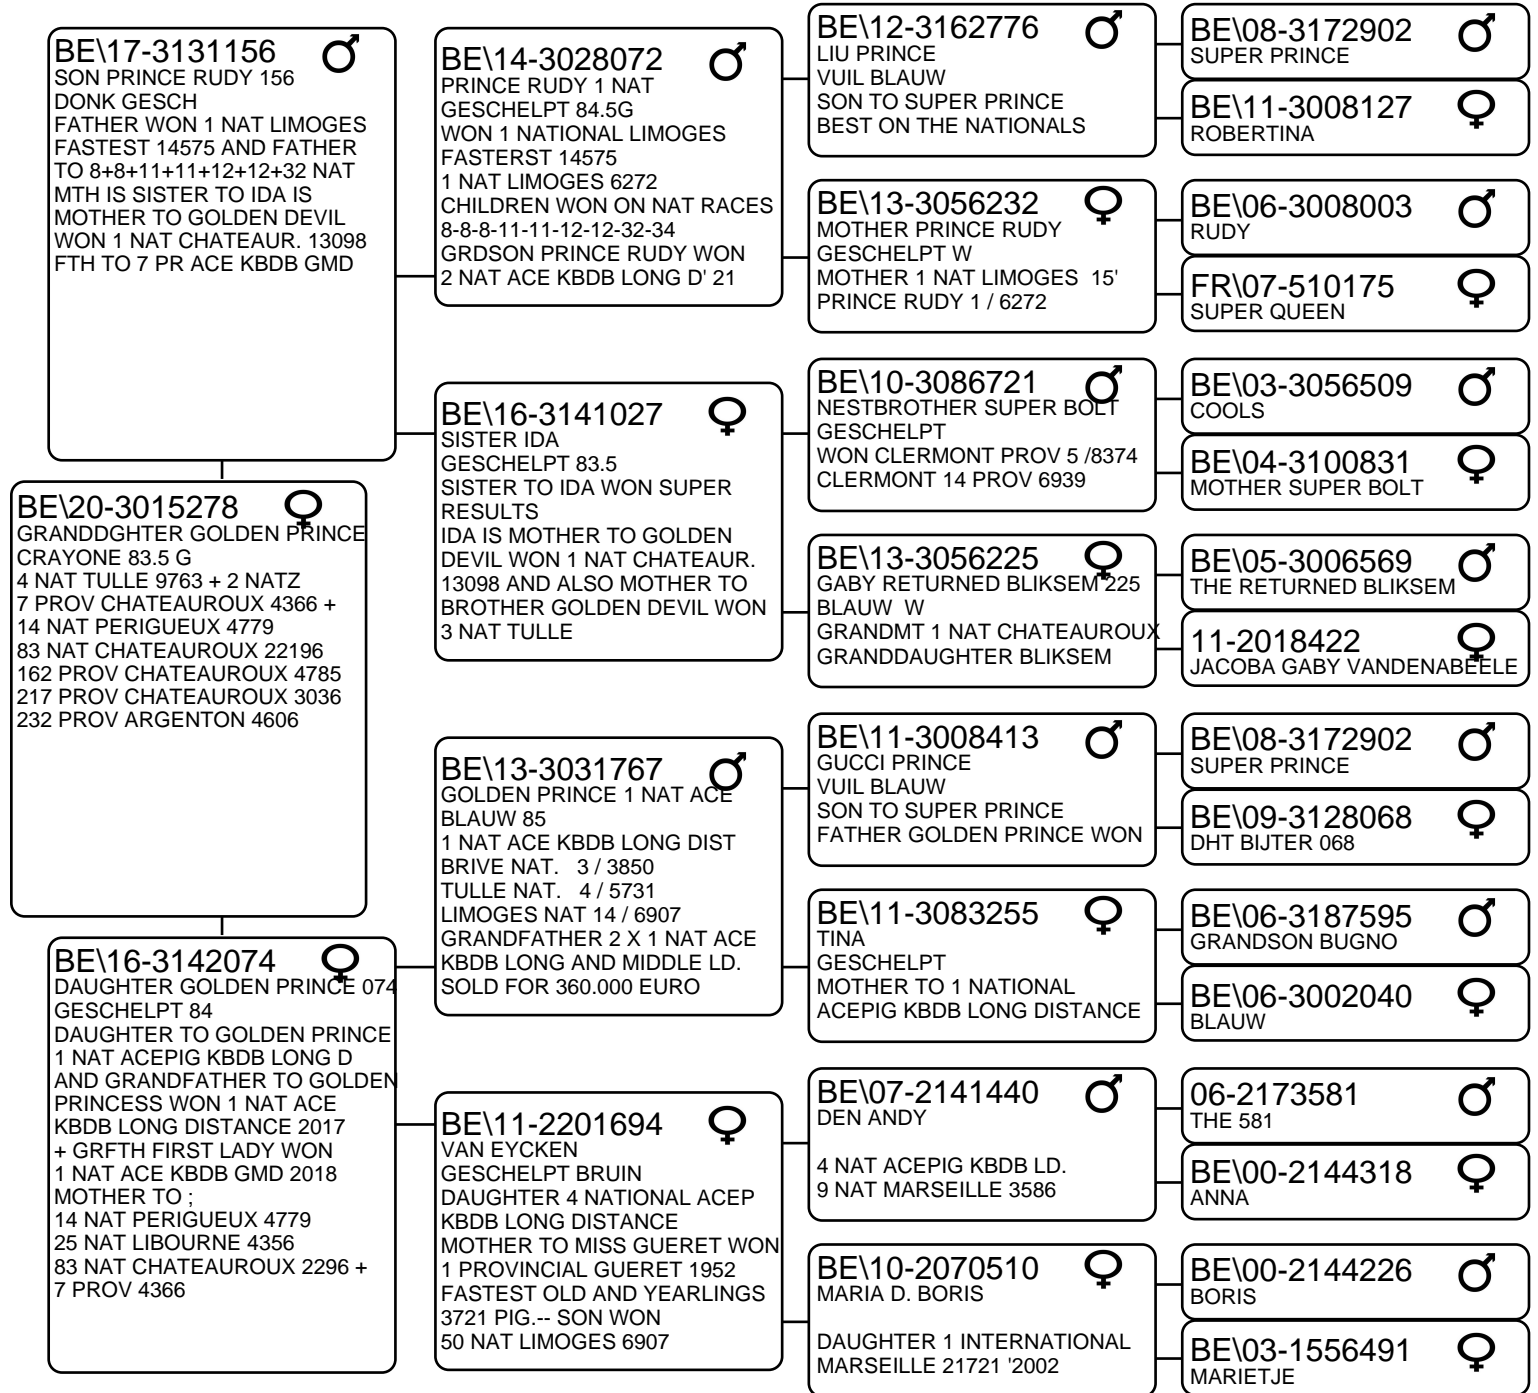 BE\17-3131156
SON PRINCE RUDY 156
DONK GESCH
FATHER WON 1 NAT LIMOGES
FASTEST 14575 AND FATHER
TO 8+8+11+11+12+12+32 NAT
MTH IS SISTER TO IDA IS
MOTHER TO GOLDEN DEVIL
WON 1 NAT CHATEAUR. 13098
FTH TO 7 PR ACE KBDB GMD
BE\20-3015278
GRANDDGHTER GOLDEN PRINCE
CRAYONE 83.5 G
4 NAT TULLE 9763 + 2 NATZ
7 PROV CHATEAUROUX 4366 +
14 NAT PERIGUEUX 4779
83 NAT CHATEAUROUX 22196
162 PROV CHATEAUROUX 4785
217 PROV CHATEAUROUX 3036
232 PROV ARGENTON 4606
BE\16-3142074
DAUGHTER GOLDEN PRINCE 074
GESCHELPT 84
DAUGHTER TO GOLDEN PRINCE
1 NAT ACEPIG KBDB LONG D
AND GRANDFATHER TO GOLDEN
PRINCESS WON 1 NAT ACE
KBDB LONG DISTANCE 2017
+ GRFTH FIRST LADY WON
1 NAT ACE KBDB GMD 2018
MOTHER TO ;
14 NAT PERIGUEUX 4779
25 NAT LIBOURNE 4356
83 NAT CHATEAUROUX 2296 +
7 PROV 4366
BE\14-3028072
PRINCE RUDY 1 NAT
GESCHELPT 84.5G
WON 1 NATIONAL LIMOGES
FASTERST 14575
1 NAT LIMOGES 6272
CHILDREN WON ON NAT RACES
8-8-8-11-11-12-12-32-34
GRDSON PRINCE RUDY WON
2 NAT ACE KBDB LONG D' 21
BE\16-3141027
SISTER IDA
GESCHELPT 83.5
SISTER TO IDA WON SUPER
RESULTS
IDA IS MOTHER TO GOLDEN
DEVIL WON 1 NAT CHATEAUR.
13098 AND ALSO MOTHER TO
BROTHER GOLDEN DEVIL WON
3 NAT TULLE
BE\13-3031767
GOLDEN PRINCE 1 NAT ACE
BLAUW 85
1 NAT ACE KBDB LONG DIST
BRIVE NAT. 3 / 3850
TULLE NAT. 4 / 5731
LIMOGES NAT 14 / 6907
GRANDFATHER 2 X 1 NAT ACE
KBDB LONG AND MIDDLE LD.
SOLD FOR 360.000 EURO
BE\11-2201694
VAN EYCKEN
GESCHELPT BRUIN
DAUGHTER 4 NATIONAL ACEP
KBDB LONG DISTANCE
MOTHER TO MISS GUERET WON
1 PROVINCIAL GUERET 1952
FASTEST OLD AND YEARLINGS
3721 PIG.-- SON WON
50 NAT LIMOGES 6907
BE\12-3162776
LIU PRINCE
VUIL BLAUW
SON TO SUPER PRINCE
BEST ON THE NATIONALS
BE\13-3056232
MOTHER PRINCE RUDY
GESCHELPT W
MOTHER 1 NAT LIMOGES 15'
PRINCE RUDY 1 / 6272
BE\10-3086721
NESTBROTHER SUPER BOLT
GESCHELPT
WON CLERMONT PROV 5 /8374
CLERMONT 14 PROV 6939
BE\13-3056225
GABY RETURNED BLIKSEM 225
BLAUW W
GRANDMT 1 NAT CHATEAUROUX
GRANDDAUGHTER BLIKSEM
BE\11-3008413
GUCCI PRINCE
VUIL BLAUW
SON TO SUPER PRINCE
FATHER GOLDEN PRINCE WON
BE\11-3083255
TINA
GESCHELPT
MOTHER TO 1 NATIONAL
ACEPIG KBDB LONG DISTANCE
BE\07-2141440
DEN ANDY
4 NAT ACEPIG KBDB LD.
9 NAT MARSEILLE 3586
BE\10-2070510
MARIA D. BORIS
DAUGHTER 1 INTERNATIONAL
MARSEILLE 21721 '2002
BE\08-3172902
SUPER PRINCE
BE\11-3008127
ROBERTINA
BE\06-3008003
RUDY
FR\07-510175
SUPER QUEEN
BE\03-3056509
COOLS
BE\04-3100831
MOTHER SUPER BOLT
BE\05-3006569
THE RETURNED BLIKSEM
11-2018422
JACOBA GABY VANDENABEELE
BE\08-3172902
SUPER PRINCE
BE\09-3128068
DHT BIJTER 068
BE\06-3187595
GRANDSON BUGNO
BE\06-3002040
BLAUW
06-2173581
THE 581
BE\00-2144318
ANNA
BE\00-2144226
BORIS
BE\03-1556491
MARIETJE